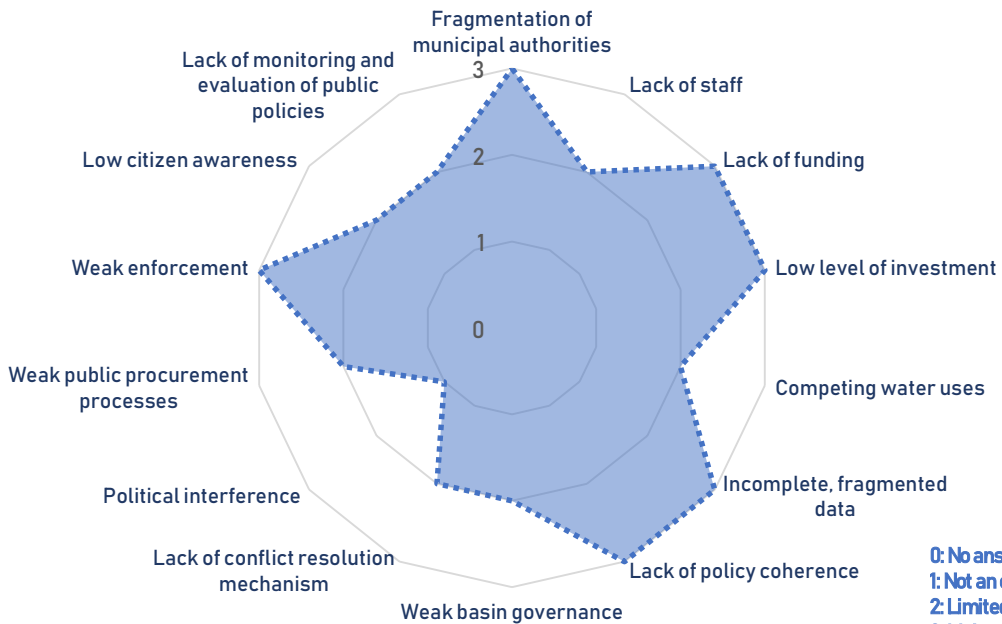 Fragmentation of
municipal authorities
Lack of staff
Lack of funding
Low level of investment
Competing water uses
Incomplete, fragmented
data
Lack of policy coherence
Weak basin governance
Lack of conflict resolution
mechanism
Political interference
Weak public procurement
processes
Weak enforcement
Low citizen awareness
Lack of monitoring and
evaluation of public
policies
3
2
1
0
0: No ans
1: Not an
2: Limited